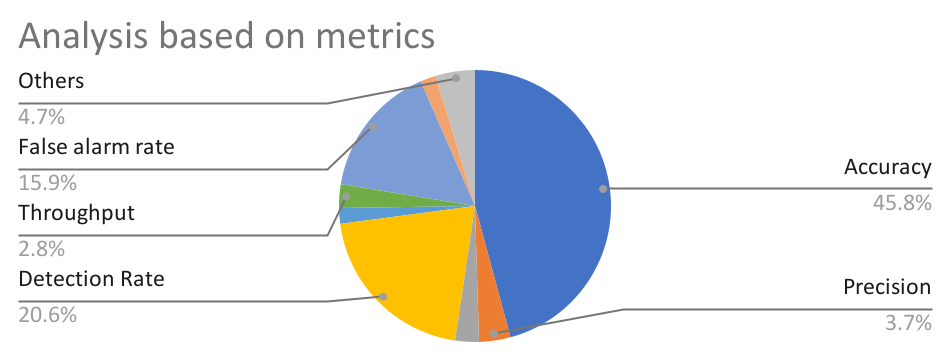 Analysis based on metrics
Others
4.7%
False alarm rate
15.9%
Throughput
2.8%
Detection Rate
20.6%
Accuracy
45.8%
Precision
3.7%